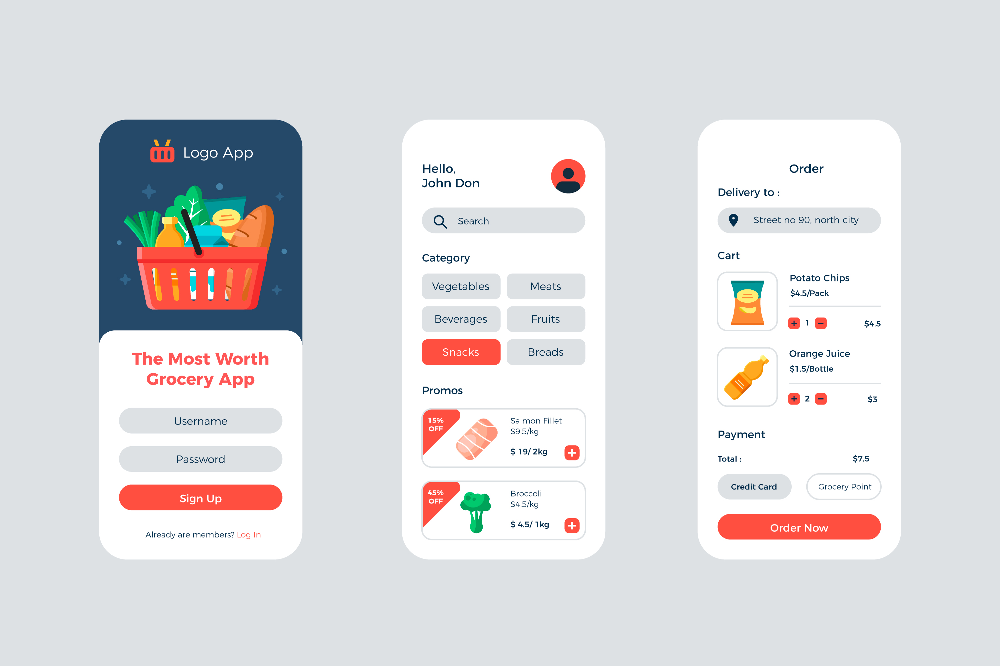 Logo App
The Most Worth
Grocery App
Username
Password
Sign Up
Already are members? Log In
Hello,
John Don
Search
Category
Vegetables
Meats
Beverages
Fruits
Snacks
Breads
Promos
15%
OFF
Salmon Fillet
$9.5/kg
$ 19/ 2kg
45%
OFF
Broccoli
$4.5/kg
$ 4.5/ 1kg
Order
Delivery to :
Street no 90, north city
Cart
Potato Chips
$4.5/Pack
+ 1 − $4.5
Orange Juice
$1.5/Bottle
+ 2 − $3
Payment
Total : $7.5
Credit Card
Grocery Point
Order Now